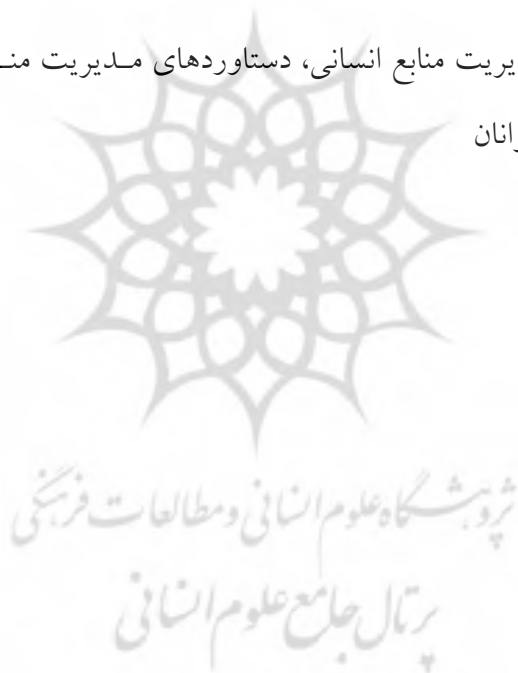 یریت منابع انسانی، دستاوردهای مـدیریت منـ
رانان
پژوهشگاه علوم انسانی و مطالعات فرهنگی
پرتال جامع علوم انسانی